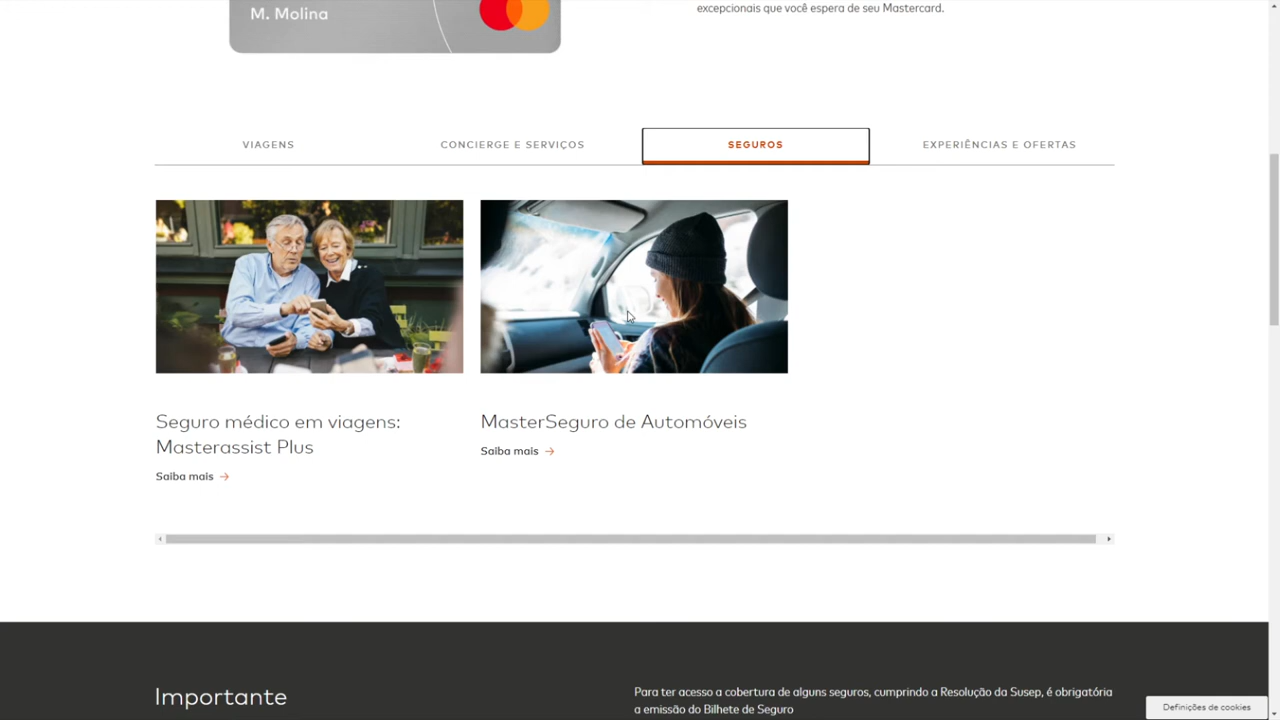 M. Molina
excepcionais que você espera de seu Mastercard.
VIAGENS
CONCIERGE E SERVIÇOS
SEGUROS
EXPERIÊNCIAS E OFERTAS
Seguro médico em viagens:
Masterassist Plus
Saiba mais →
MasterSeguro de Automóveis
Saiba mais →
Importante
Para ter acesso a cobertura de alguns seguros, cumprindo a Resolução da Susep, é obrigatória
a emissão do Bilhete de Seguro
Definições de cookies